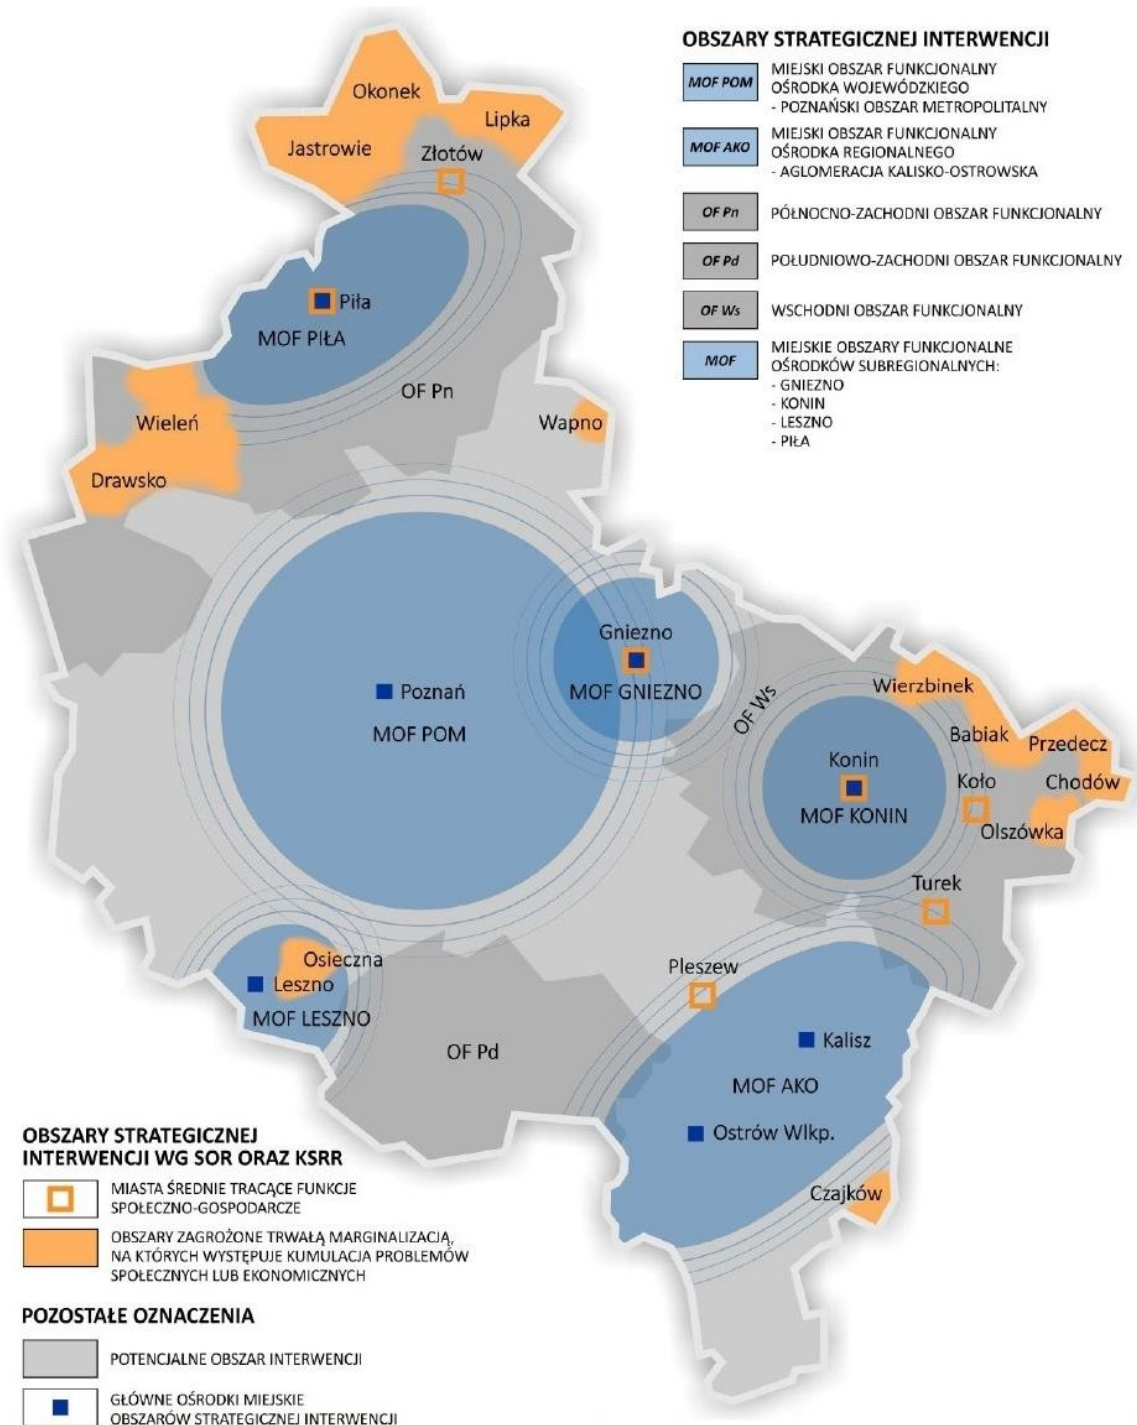 OBSZARY STRATEGICZNEJ INTERWENCJI
MOF POM
MIEJSKI OBSZAR FUNKCJONALNY
OŚRODKA WOJEWÓDZKIEGO
- POZNAŃSKI OBSZAR METROPOLITALNY
MOF AKO
MIEJSKI OBSZAR FUNKCJONALNY
OŚRODKA REGIONALNEGO
- AGLOMERACJA KALISKO-OSTROWSKA
OF Pn
PÓŁNOCNO-ZACHODNI OBSZAR FUNKCJONALNY
OF Pd
POŁUDNIOWO-ZACHODNI OBSZAR FUNKCJONALNY
OF Ws
WSCHODNI OBSZAR FUNKCJONALNY
MOF
MIEJSKIE OBSZARY FUNKCJONALNE
OŚRODKÓW SUBREGIONALNYCH:
- GNIEZNO
- KONIN
- LESZNO
- PIŁA
Okonek
Lipka
Jastrowie
Złotów
Piła
MOF PIŁA
OF Pn
Wieleń
Wapno
Drawsko
Gniezno
MOF GNIEZNO
Poznań
MOF POM
OF Ws
Wierzbinek
Babiak
Przedecz
Konin
Koło
Chodów
MOF KONIN
Olszówka
Turek
Osieczna
Leszno
MOF LESZNO
Pleszew
OF Pd
Kalisz
MOF AKO
Ostrów Wlkp.
Czajków
OBSZARY STRATEGICZNEJ
INTERWENCJI WG SOR ORAZ KSRR
MIASTA ŚREDNIE TRACĄCE FUNKCJE
SPOŁECZNO-GOSPODARCZE
OBSZARY ZAGROŻONE TRWAŁĄ MARGINALIZACJĄ,
NA KTÓRYCH WYSTĘPUJE KUMULACJA PROBLEMÓW
SPOŁECZNYCH LUB EKONOMICZNYCH
POZOSTAŁE OZNACZENIA
POTENCJALNE OBSZAR INTERWENCJI
GŁÓWNE OŚRODKI MIEJSKIE
OBSZARÓW STRATEGICZNEJ INTERWENCJI